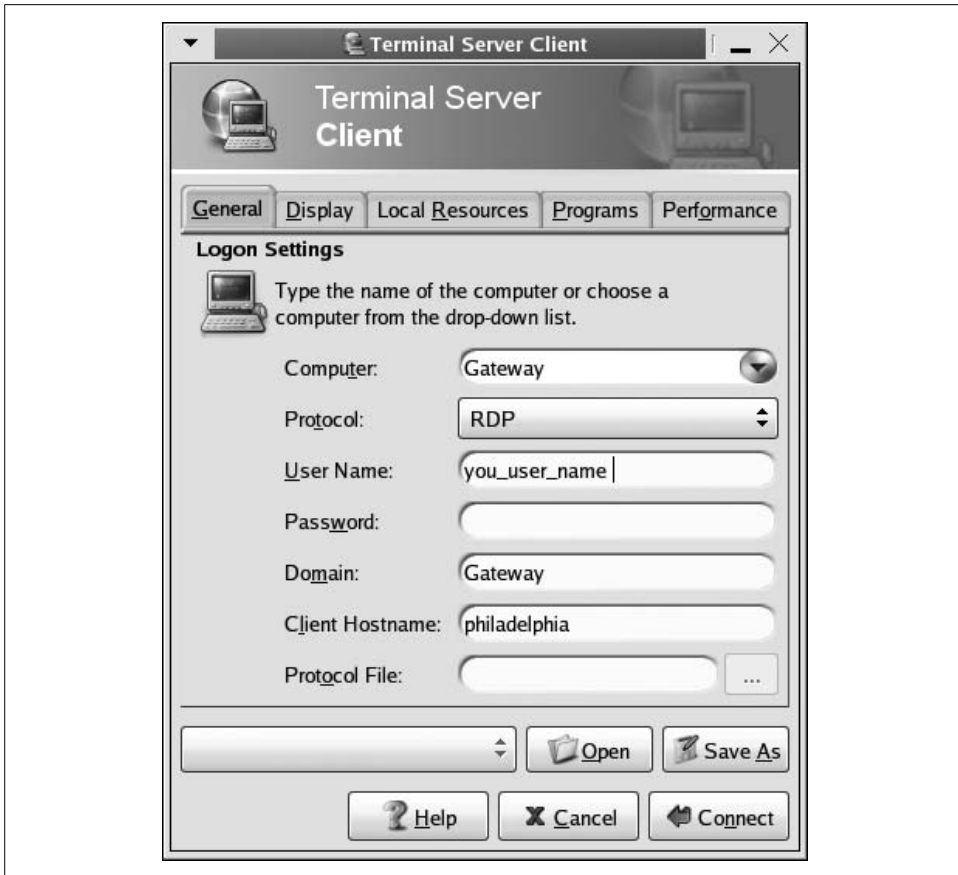 Terminal Server Client
Terminal Server
Client
General Display Local Resources Programs Performance
Logon Settings
Type the name of the computer or choose a
computer from the drop-down list.
Computer: Gateway
Protocol: RDP
User Name: you_user_name
Password:
Domain: Gateway
Client Hostname: philadelphia
Protocol File: ...
Open Save As
Help Cancel Connect